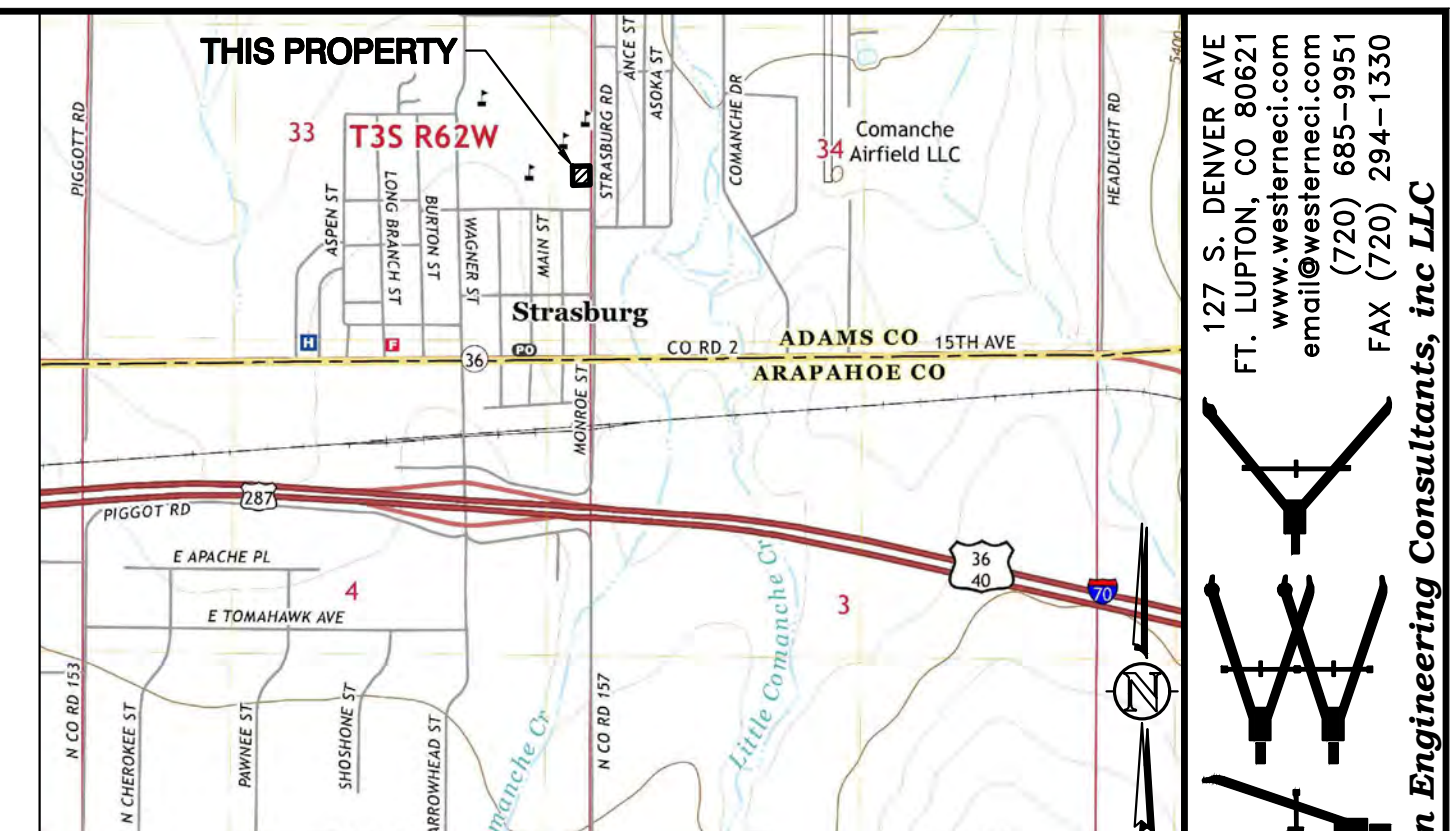 THIS PROPERTY
PIGGOTT RD
33
T3S R62W
ASPEN ST
LONG BRANCH ST
BURTON ST
WAGNER ST
MAIN ST
STRASBURG RD
ANCE ST
ASOKA ST
COMANCHE DR
34
Comanche
Airfield LLC
HEADLIGHT RD
5400
Strasburg
H
F
PO
36
CO RD 2
ADAMS CO
15TH AVE
ARAPAHOE CO
MONROE ST
287
PIGGOT RD
E APACHE PL
4
E TOMAHAWK AVE
36
40
70
3
N CO RD 153
N CHEROKEE ST
PAWNEE ST
SHOSHONE ST
ARROWHEAD ST
manche Cr
N CO RD 157
Little Comanche Cr
N
127 S. DENVER AVE
FT. LUPTON, CO 80621
www.westerneci.com
email@westerneci.com
(720) 685-9951
FAX (720) 294-1330
n Engineering Consultants, inc LLC